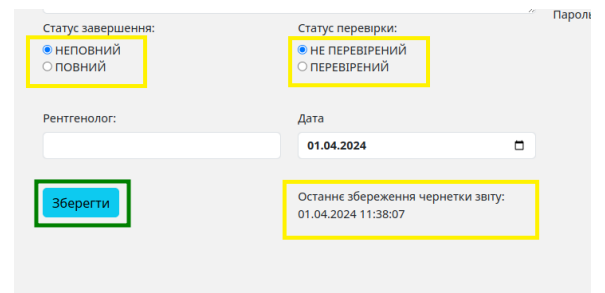 Пароль
Статус завершення:
НЕПОВНИЙ
ПОВНИЙ
Статус перевірки:
НЕ ПЕРЕВІРЕНИЙ
ПЕРЕВІРЕНИЙ
Рентгенолог:
Дата
01.04.2024
Зберегти
Останнє збереження чернетки звіту:
01.04.2024 11:38:07